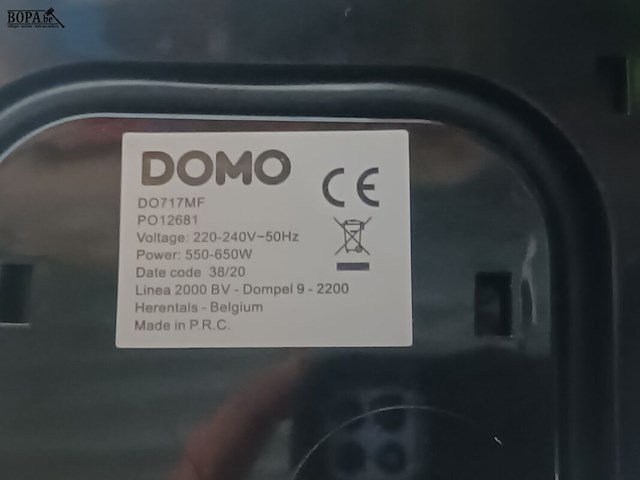 BOPA.be
DOMO
CE
DO717MF
PO12681
Voltage: 220-240V~50Hz
Power: 550-650W
Date code 38/20
Linea 2000 BV - Dompel 9 - 2200
Herentals - Belgium
Made in P.R.C.